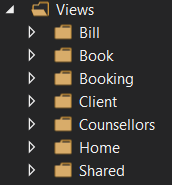 Views
Bill
Book
Booking
Client
Counsellors
Home
Shared